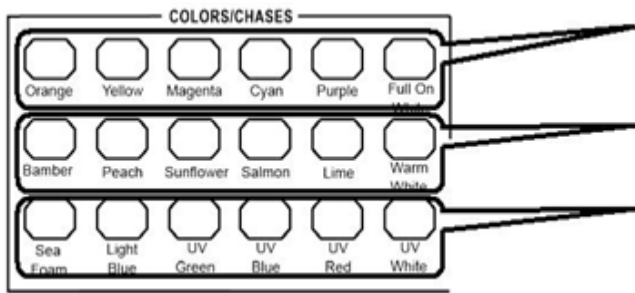 COLORS/CHASES
Orange Yellow Magenta Cyan Purple Full On
White
Bamber Peach Sunflower Salmon Lime Warm
White
Sea Light UV UV UV UV
Foam Blue Green Blue Red White